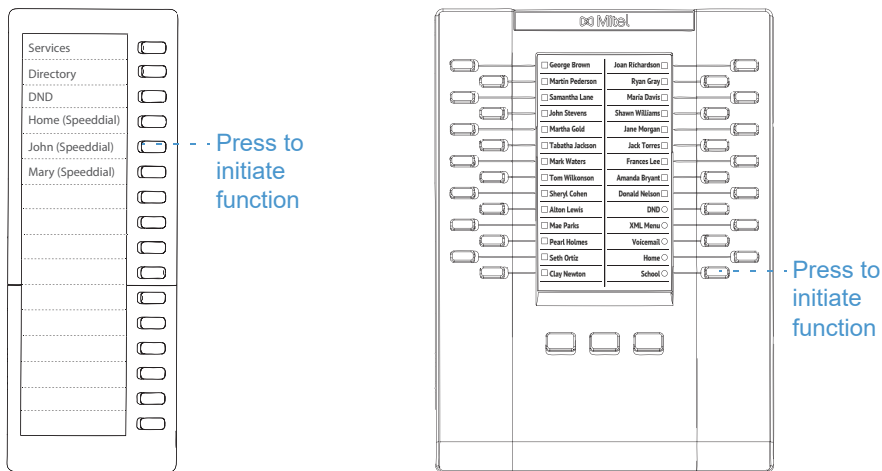 Services
Directory
DND
Home (Speeddial)
John (Speeddial)
Mary (Speeddial)
Press to
initiate
function
Mitel
George Brown Joan Richardson
Martin Pederson Ryan Gray
Samantha Lane Maria Davis
John Stevens Shawn Williams
Martha Gold Jane Morgan
Tabatha Jackson Jack Torres
Mark Waters Frances Lee
Tom Wilkonson Amanda Bryant
Sheryl Cohen Donald Nelson
Alton Lewis DND
Mae Parks XML Menu
Pearl Holmes Voicemail
Seth Ortiz Home
Clay Newton School
Press to
initiate
function